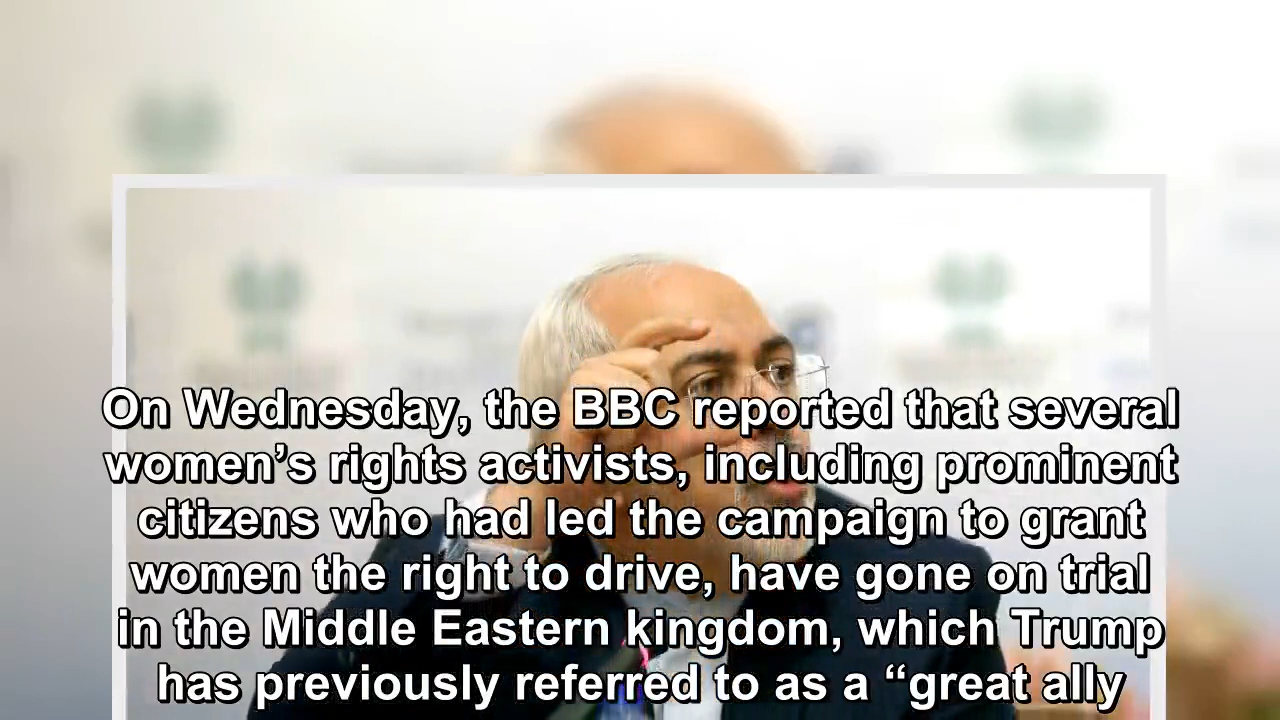 On Wednesday, the BBC reported that several
women’s rights activists, including prominent
citizens who had led the campaign to grant
women the right to drive, have gone on trial
in the Middle Eastern kingdom, which Trump
has previously referred to as a “great ally